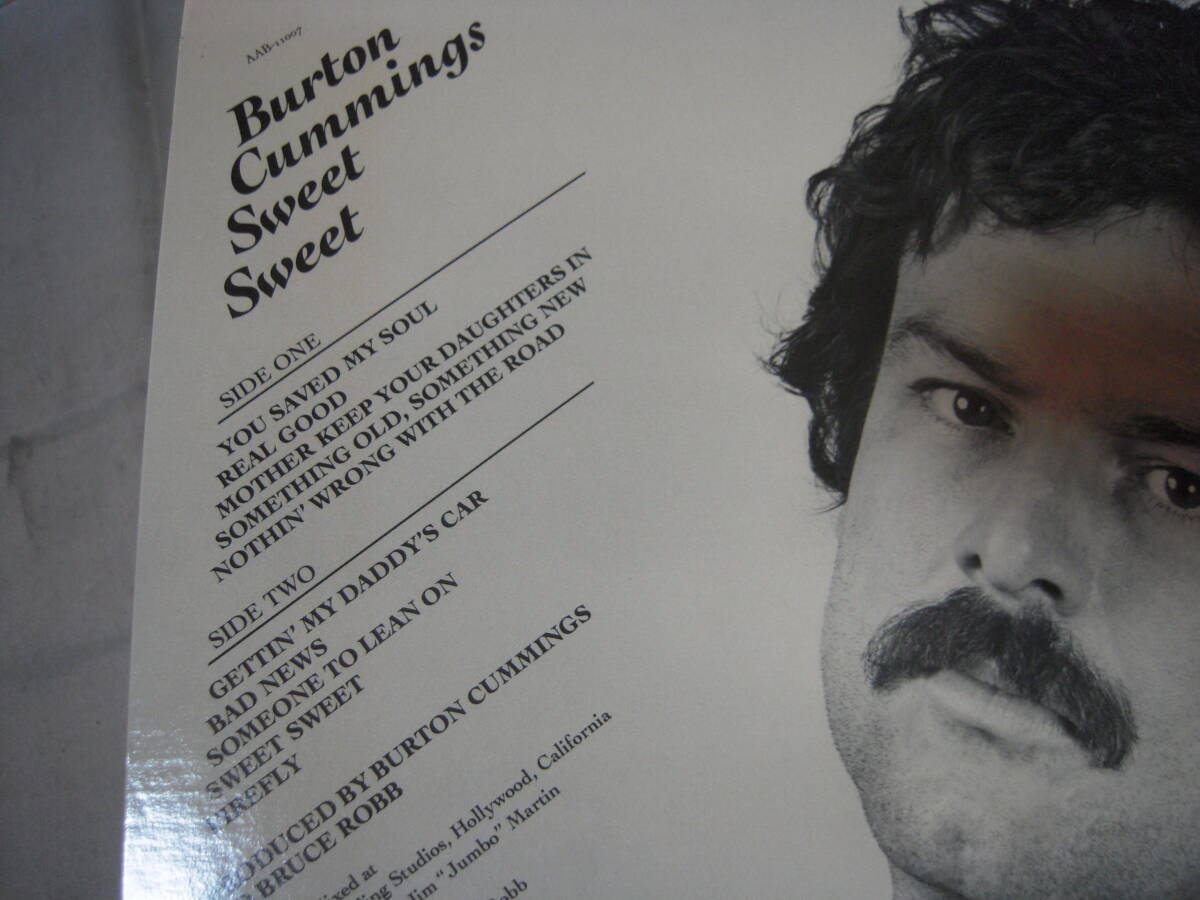 AAB-11007
Burton
Cummings
Sweet
Sweet
SIDE ONE
YOU SAVED MY SOUL
REAL GOOD
MOTHER KEEP YOUR DAUGHTERS IN
SOMETHING OLD, SOMETHING NEW
NOTHIN' WRONG WITH THE ROAD
SIDE TWO
GETTIN' MY DADDY'S CAR
BAD NEWS
SOMEONE TO LEAN ON
SWEET SWEET
FIREFLY
PRODUCED BY BURTON CUMMINGS
BRUCE ROBB
at
Studios, Hollywood, California
Jim "Jumbo" Martin